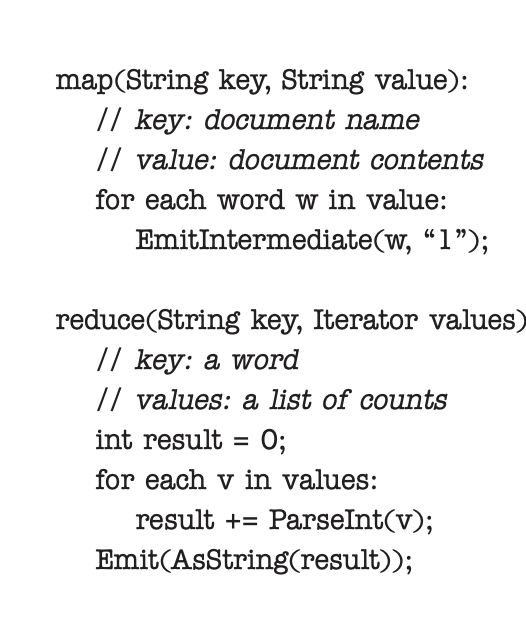 map(String key, String value):
// key: document name
// value: document contents
for each word w in value:
EmitIntermediate(w, “1”);
reduce(String key, Iterator values)
// key: a word
// values: a list of counts
int result = 0;
for each v in values:
result += ParseInt(v);
Emit(AsString(result));